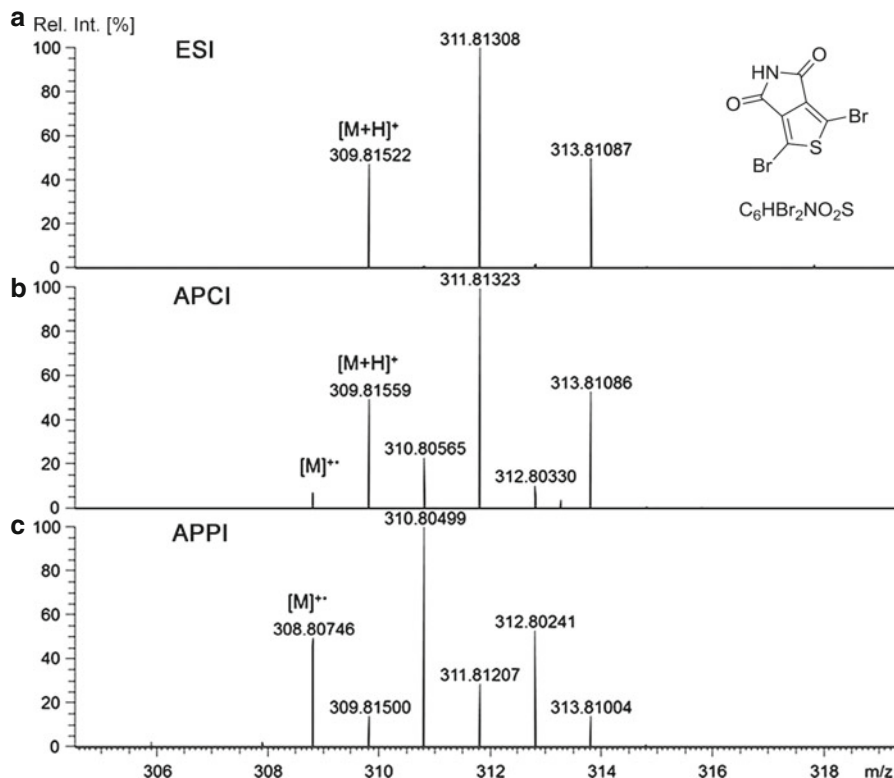 a Rel. Int. [%]
100
80
60
40
20
0
ESI
[M+H]⁺
309.81522
311.81308
313.81087
O
HN
O
Br
Br
S
C₆HBr₂NO₂S
b
100
80
60
40
20
0
APCI
[M]⁺•
[M+H]⁺
309.81559
310.80565
311.81323
312.80330
313.81086
c
100
80
60
40
20
0
APPI
[M]⁺•
308.80746
309.81500
310.80499
311.81207
312.80241
313.81004
306 308 310 312 314 316 318 m/z